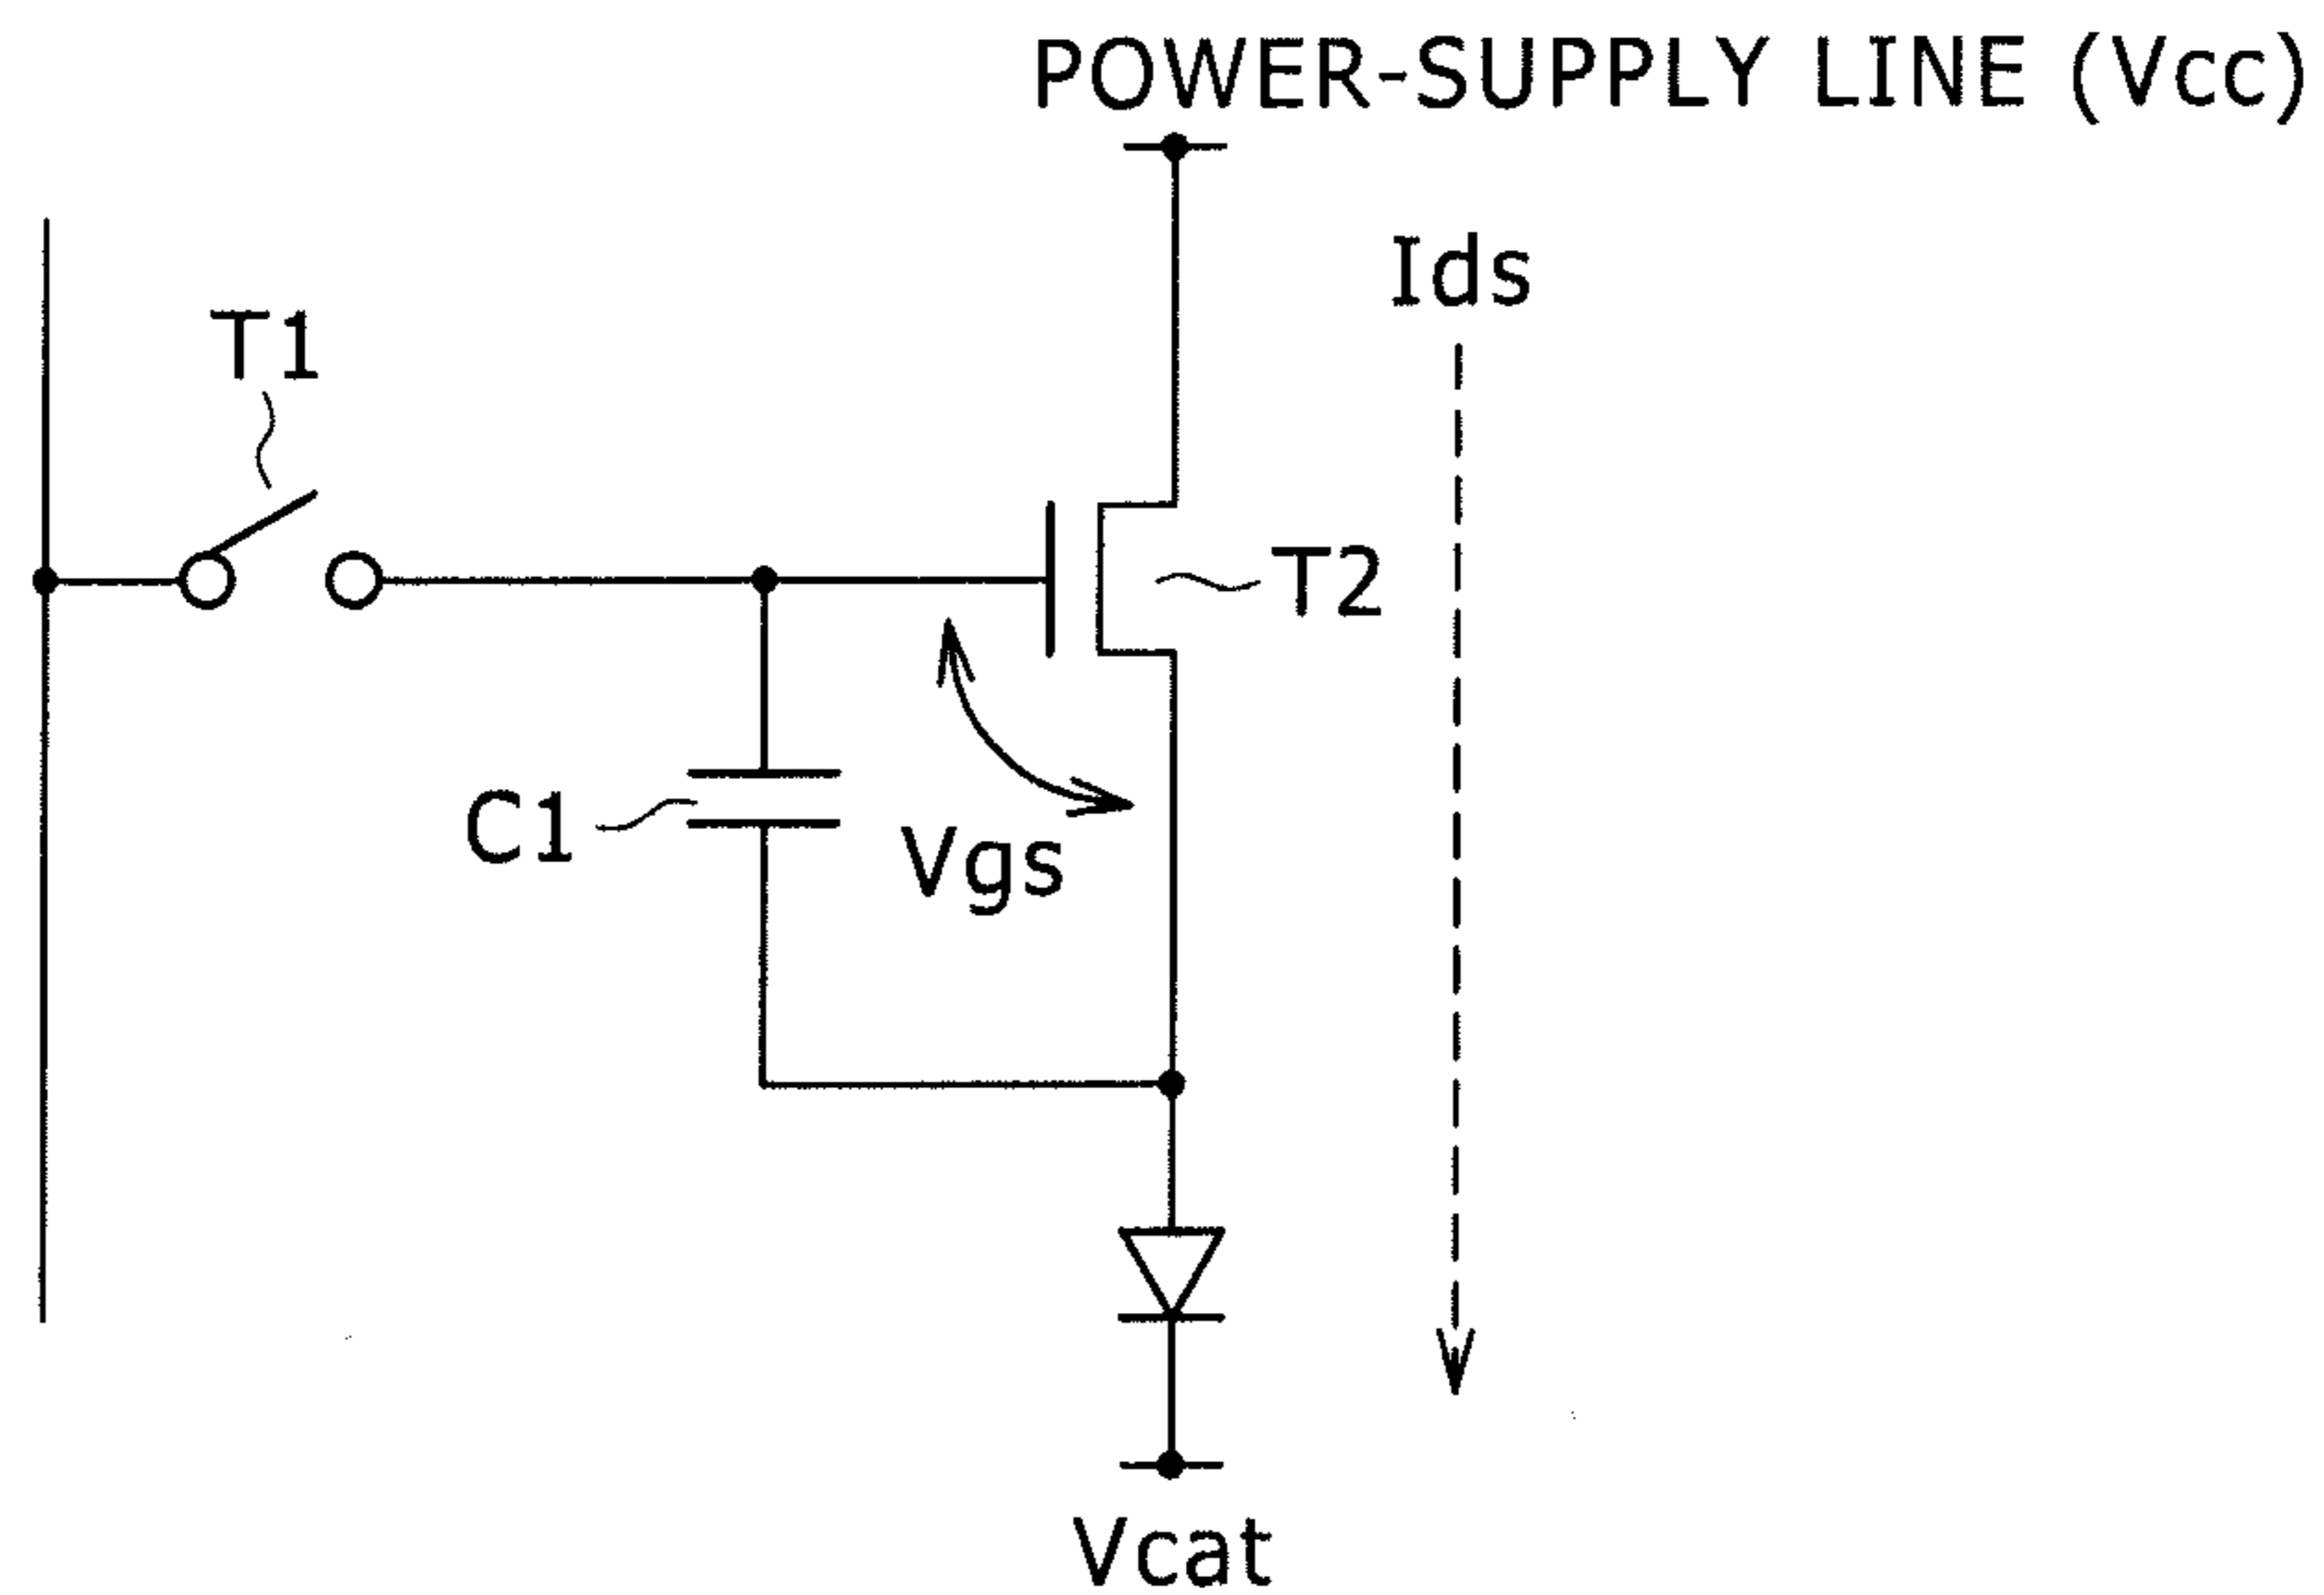 POWER-SUPPLY LINE (Vcc)
Ids
T1
T2
C1
Vgs
Vcat